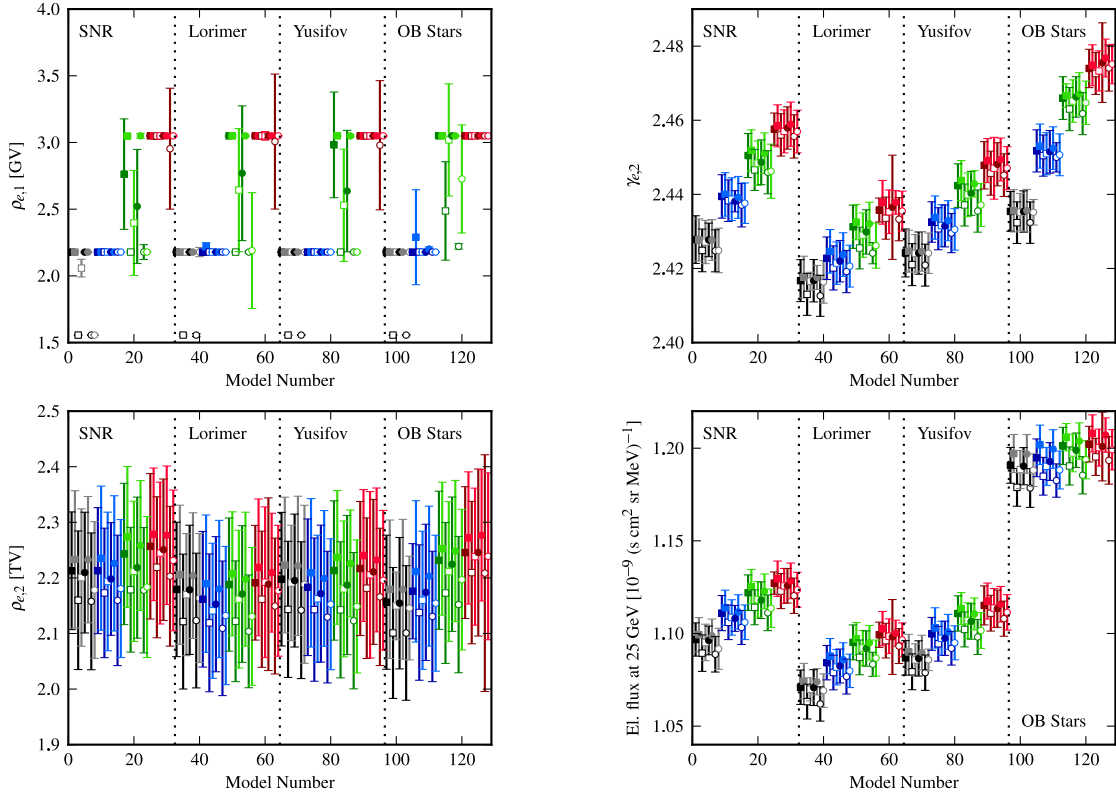 4.0
3.5
3.0
2.5
2.0
1.5
ρe,1 [GV]
SNR
Lorimer
Yusifov
OB Stars
0 20 40 60 80 100 120
Model Number
2.48
2.46
2.44
2.42
2.40
γe,2
SNR
Lorimer
Yusifov
OB Stars
0 20 40 60 80 100 120
Model Number
2.5
2.4
2.3
2.2
2.1
2.0
1.9
ρe,2 [TV]
SNR
Lorimer
Yusifov
OB Stars
0 20 40 60 80 100 120
Model Number
1.20
1.15
1.10
1.05
El. flux at 25 GeV [10⁻⁹ (s cm² sr MeV)⁻¹]
SNR
Lorimer
Yusifov
OB Stars
0 20 40 60 80 100 120
Model Number